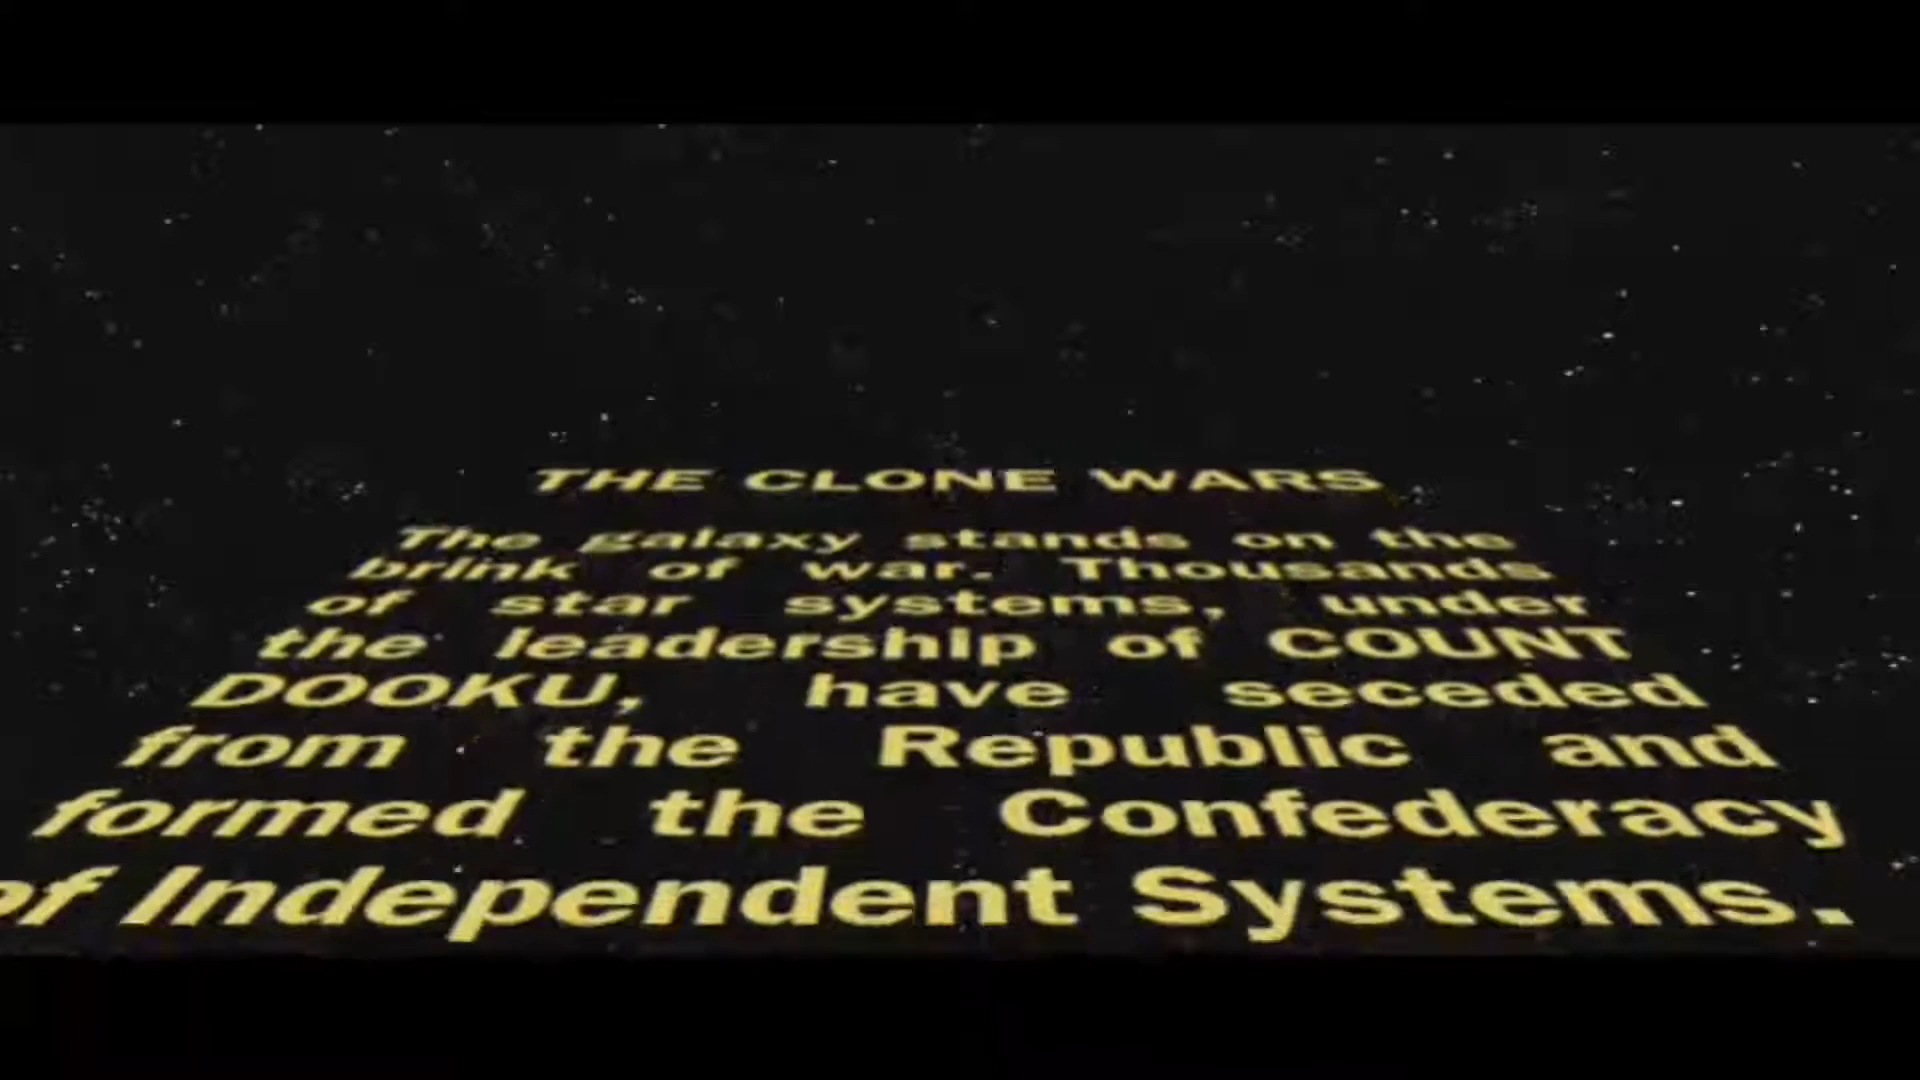 THE CLONE WARS
The galaxy stands on the
brink of war. Thousands
of star systems, under
the leadership of COUNT
DOOKU, have seceded
from the Republic and
formed the Confederacy
of Independent Systems.